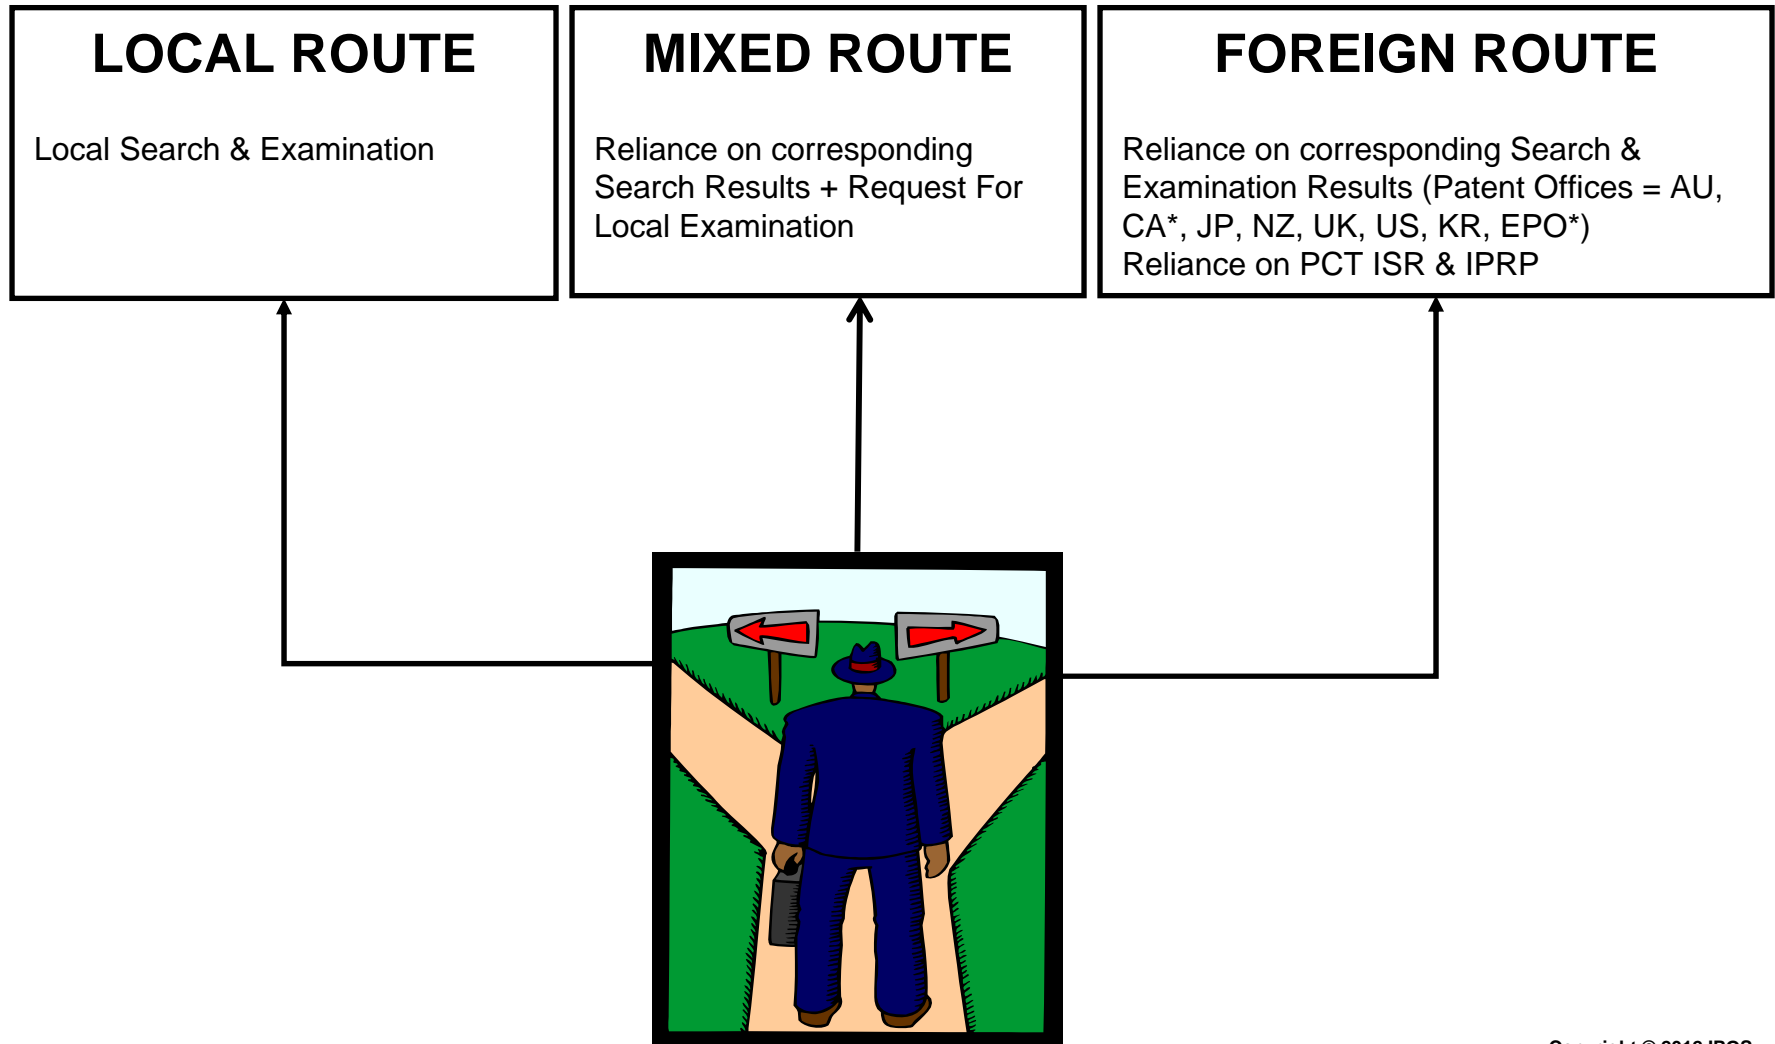 LOCAL ROUTE
Local Search & Examination
MIXED ROUTE
Reliance on corresponding
Search Results + Request For
Local Examination
FOREIGN ROUTE
Reliance on corresponding Search &
Examination Results (Patent Offices = AU,
CA*, JP, NZ, UK, US, KR, EPO*)
Reliance on PCT ISR & IPRP